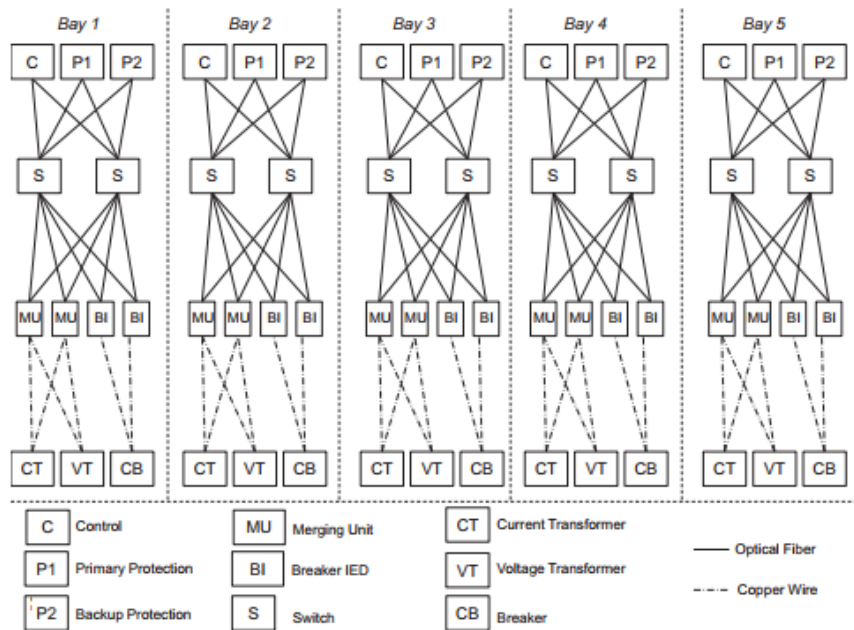 Bay 1 Bay 2 Bay 3 Bay 4 Bay 5
C P1 P2 C P1 P2 C P1 P2 C P1 P2 C P1 P2
S S S S S S S S S S
MU MU BI BI MU MU BI BI MU MU BI BI MU MU BI BI MU MU BI BI
CT VT CB CT VT CB CT VT CB CT VT CB CT VT CB
C Control
P1 Primary Protection
P2 Backup Protection
MU Merging Unit
BI Breaker IED
S Switch
CT Current Transformer
VT Voltage Transformer
CB Breaker
Optical Fiber
Copper Wire